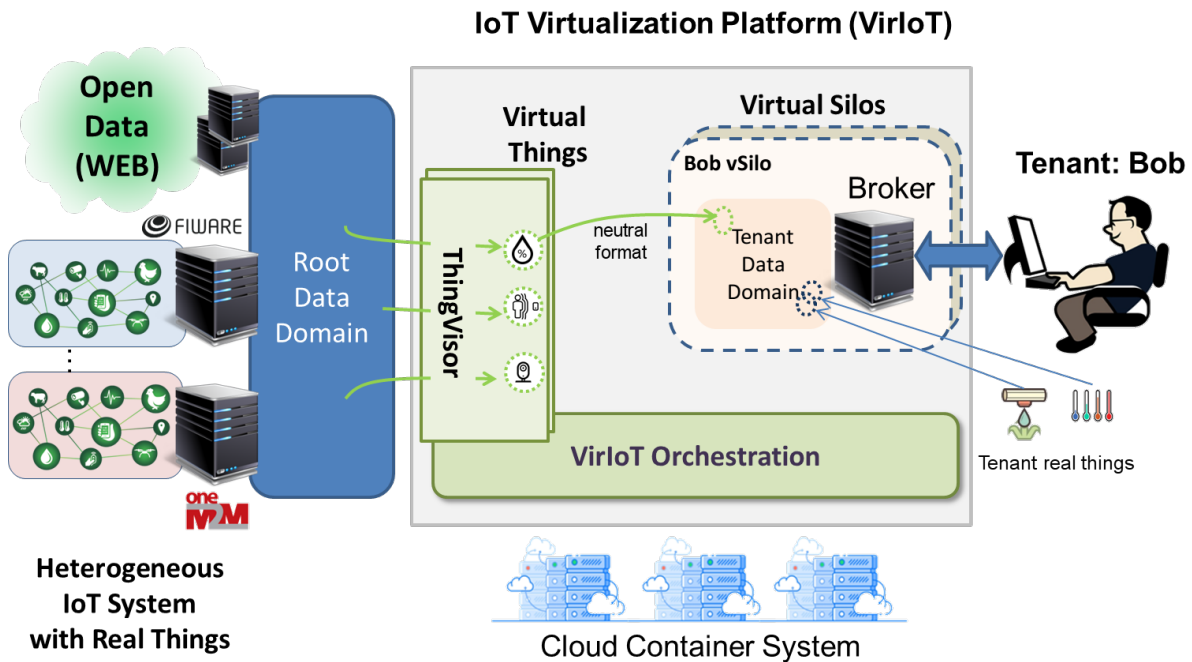 IoT Virtualization Platform (VirIoT)
Open
Data
(WEB)
FIWARE
Root
Data
Domain
one
M2M
Heterogeneous
IoT System
with Real Things
Virtual
Things
ThingVisor
%
neutral
format
Virtual Silos
Bob vSilo
Broker
Tenant
Data
Domain
Tenant: Bob
Tenant real things
VirIoT Orchestration
Cloud Container System